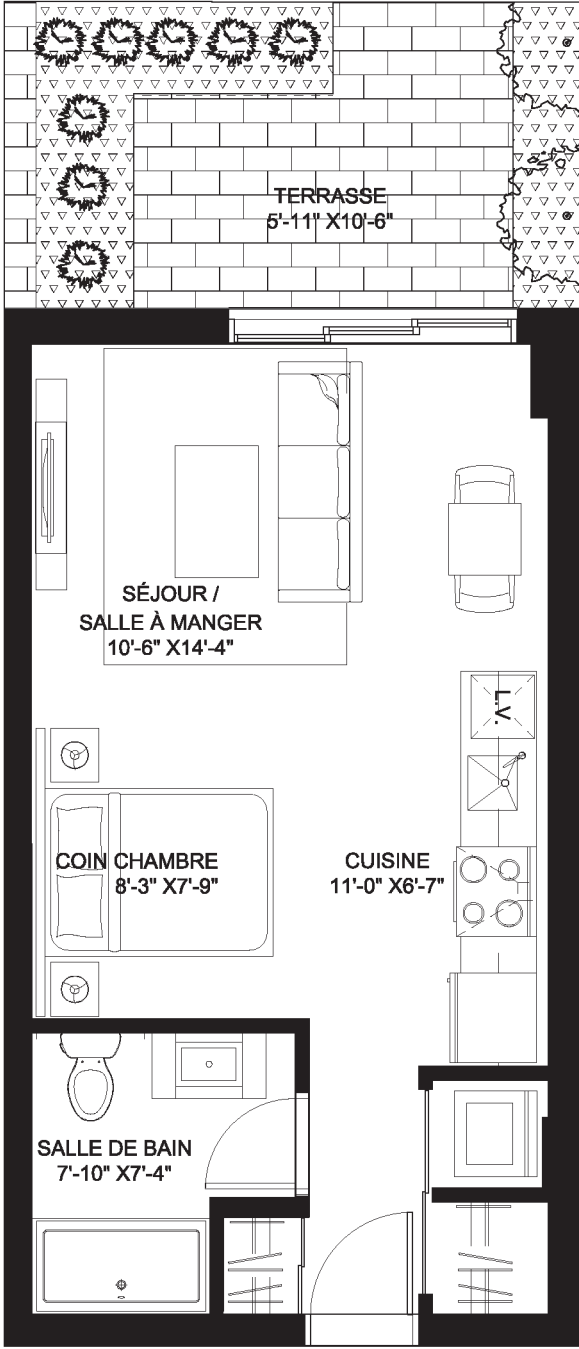 TERRASSE
5'-11" X10'-6"
SÉJOUR /
SALLE À MANGER
10'-6" X14'-4"
L.V.
COIN CHAMBRE
8'-3" X7'-9"
CUISINE
11'-0" X6'-7"
SALLE DE BAIN
7'-10" X7'-4"